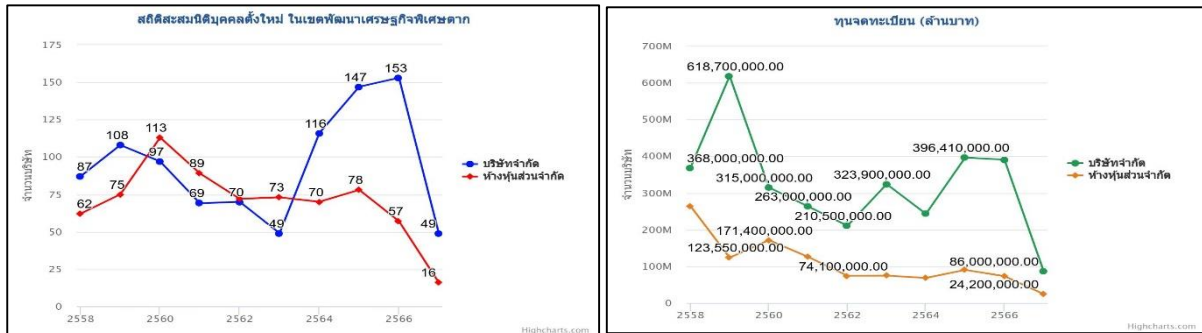 สถิติสะสมนิติบุคคลตั้งใหม่ ในเขตพัฒนาเศรษฐกิจพิเศษตาก
175
150
125
100
75
50
25
0
จำนวนบริษัท
87
108
97
69
70
49
116
147
153
49
62
75
113
89
73
70
78
57
16
2558
2560
2562
2564
2566
บริษัทจำกัด
ห้างหุ้นส่วนจำกัด
Highcharts.com
ทุนจดทะเบียน (ล้านบาท)
700M
600M
500M
400M
300M
200M
100M
0M
จำนวนบริษัท
618,700,000.00
368,000,000.00
315,000,000.00
263,000,000.00
210,500,000.00
323,900,000.00
396,410,000.00
171,400,000.00
123,550,000.00
74,100,000.00
86,000,000.00
24,200,000.00
2558
2560
2562
2564
2566
บริษัทจำกัด
ห้างหุ้นส่วนจำกัด
Highcharts.com